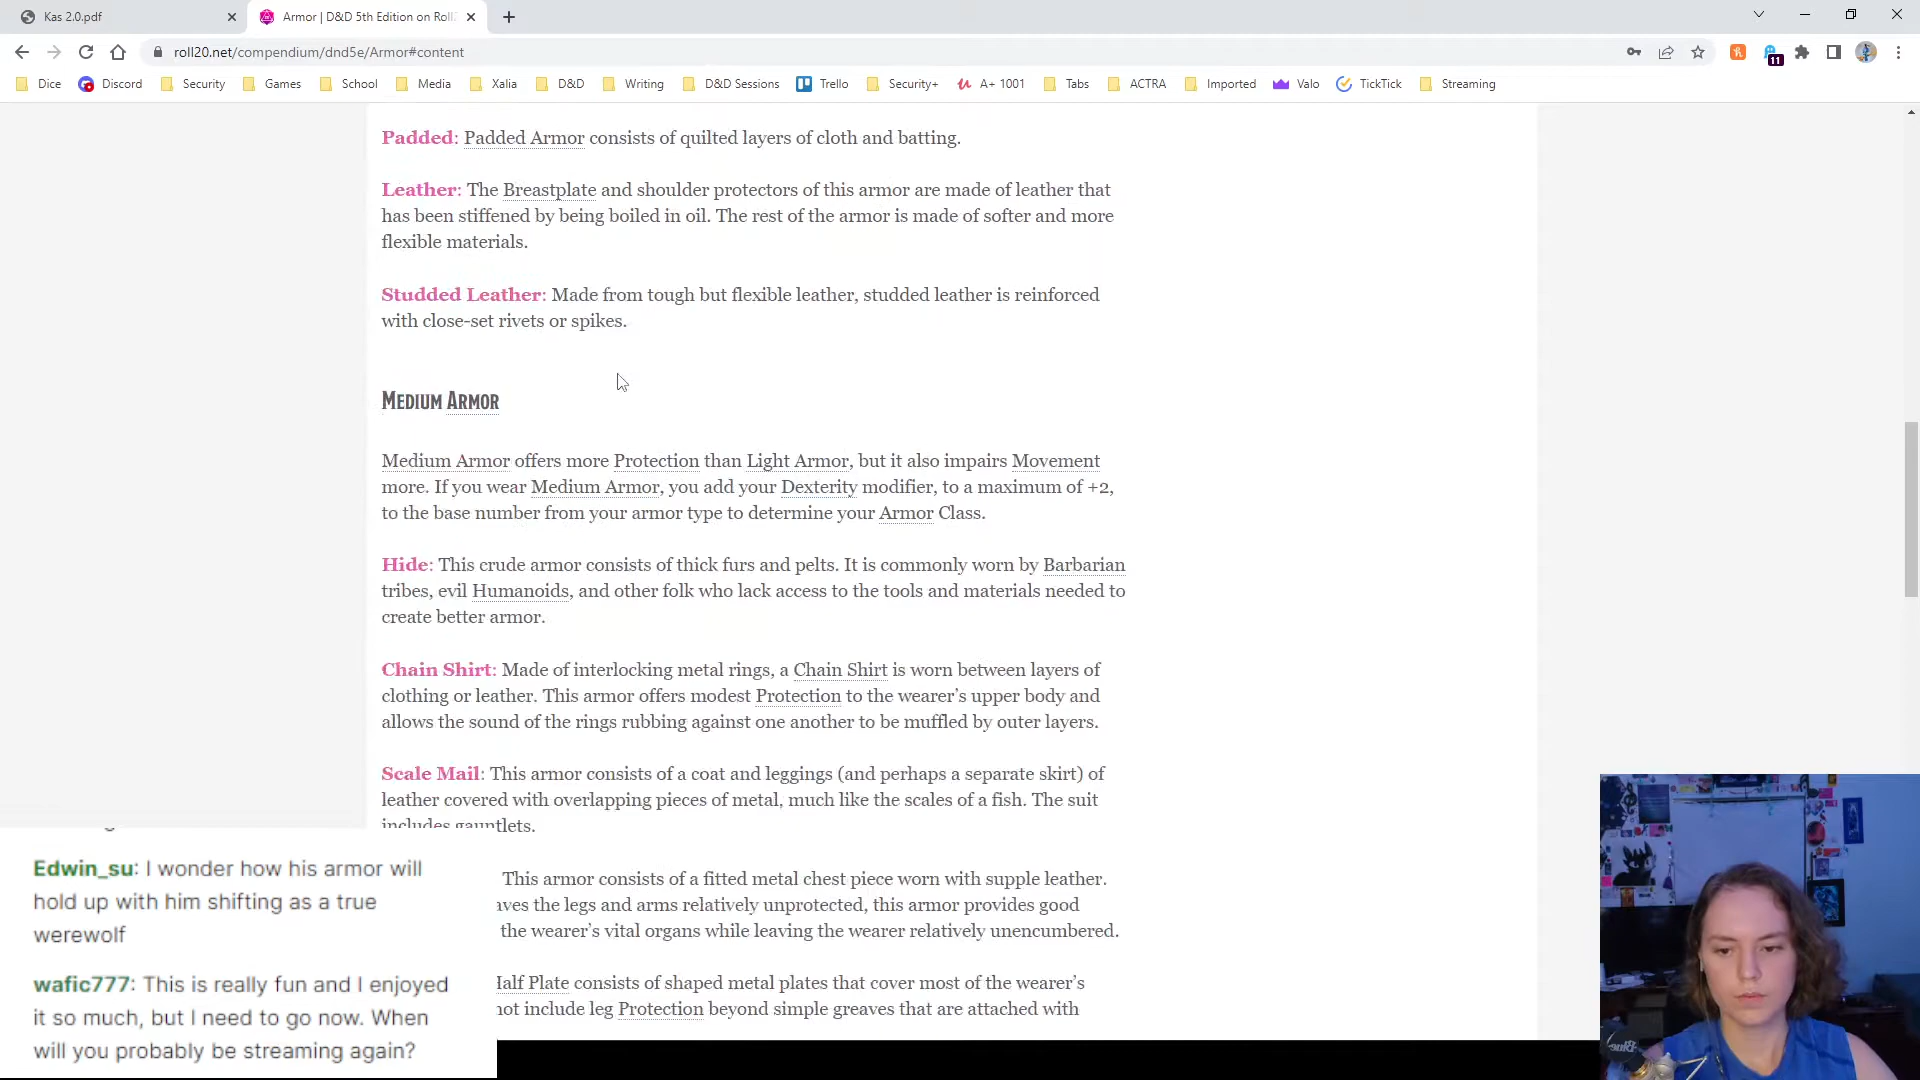 Kas 2.0.pdf
Armor | D&D 5th Edition on Roll2
roll20.net/compendium/dnd5e/Armor#content
11
Dice Discord Security Games School Media Xalia D&D Writing D&D Sessions Trello Security+ A+ 1001 Tabs ACTRA Imported Valo TickTick Streaming
Padded: Padded Armor consists of quilted layers of cloth and batting.
Leather: The Breastplate and shoulder protectors of this armor are made of leather that
has been stiffened by being boiled in oil. The rest of the armor is made of softer and more
flexible materials.
Studded Leather: Made from tough but flexible leather, studded leather is reinforced
with close-set rivets or spikes.
MEDIUM ARMOR
Medium Armor offers more Protection than Light Armor, but it also impairs Movement
more. If you wear Medium Armor, you add your Dexterity modifier, to a maximum of +2,
to the base number from your armor type to determine your Armor Class.
Hide: This crude armor consists of thick furs and pelts. It is commonly worn by Barbarian
tribes, evil Humanoids, and other folk who lack access to the tools and materials needed to
create better armor.
Chain Shirt: Made of interlocking metal rings, a Chain Shirt is worn between layers of
clothing or leather. This armor offers modest Protection to the wearer’s upper body and
allows the sound of the rings rubbing against one another to be muffled by outer layers.
Scale Mail: This armor consists of a coat and leggings (and perhaps a separate skirt) of
leather covered with overlapping pieces of metal, much like the scales of a fish. The suit
includes gauntlets.
This armor consists of a fitted metal chest piece worn with supple leather.
aves the legs and arms relatively unprotected, this armor provides good
the wearer’s vital organs while leaving the wearer relatively unencumbered.
Half Plate consists of shaped metal plates that cover most of the wearer’s
not include leg Protection beyond simple greaves that are attached with
Edwin_su: I wonder how his armor will
hold up with him shifting as a true
werewolf
wafic777: This is really fun and I enjoyed
it so much, but I need to go now. When
will you probably be streaming again?